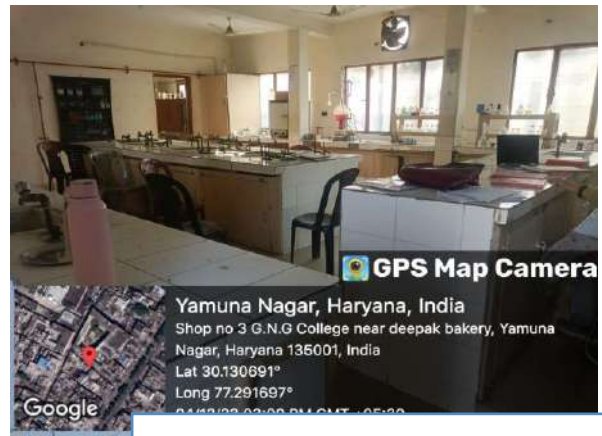 GPS Map Camera
Yamuna Nagar, Haryana, India
Shop no 3 G.N.G College near deepak bakery, Yamuna
Nagar, Haryana 135001, India
Lat 30.130691°
Long 77.291697°
Google